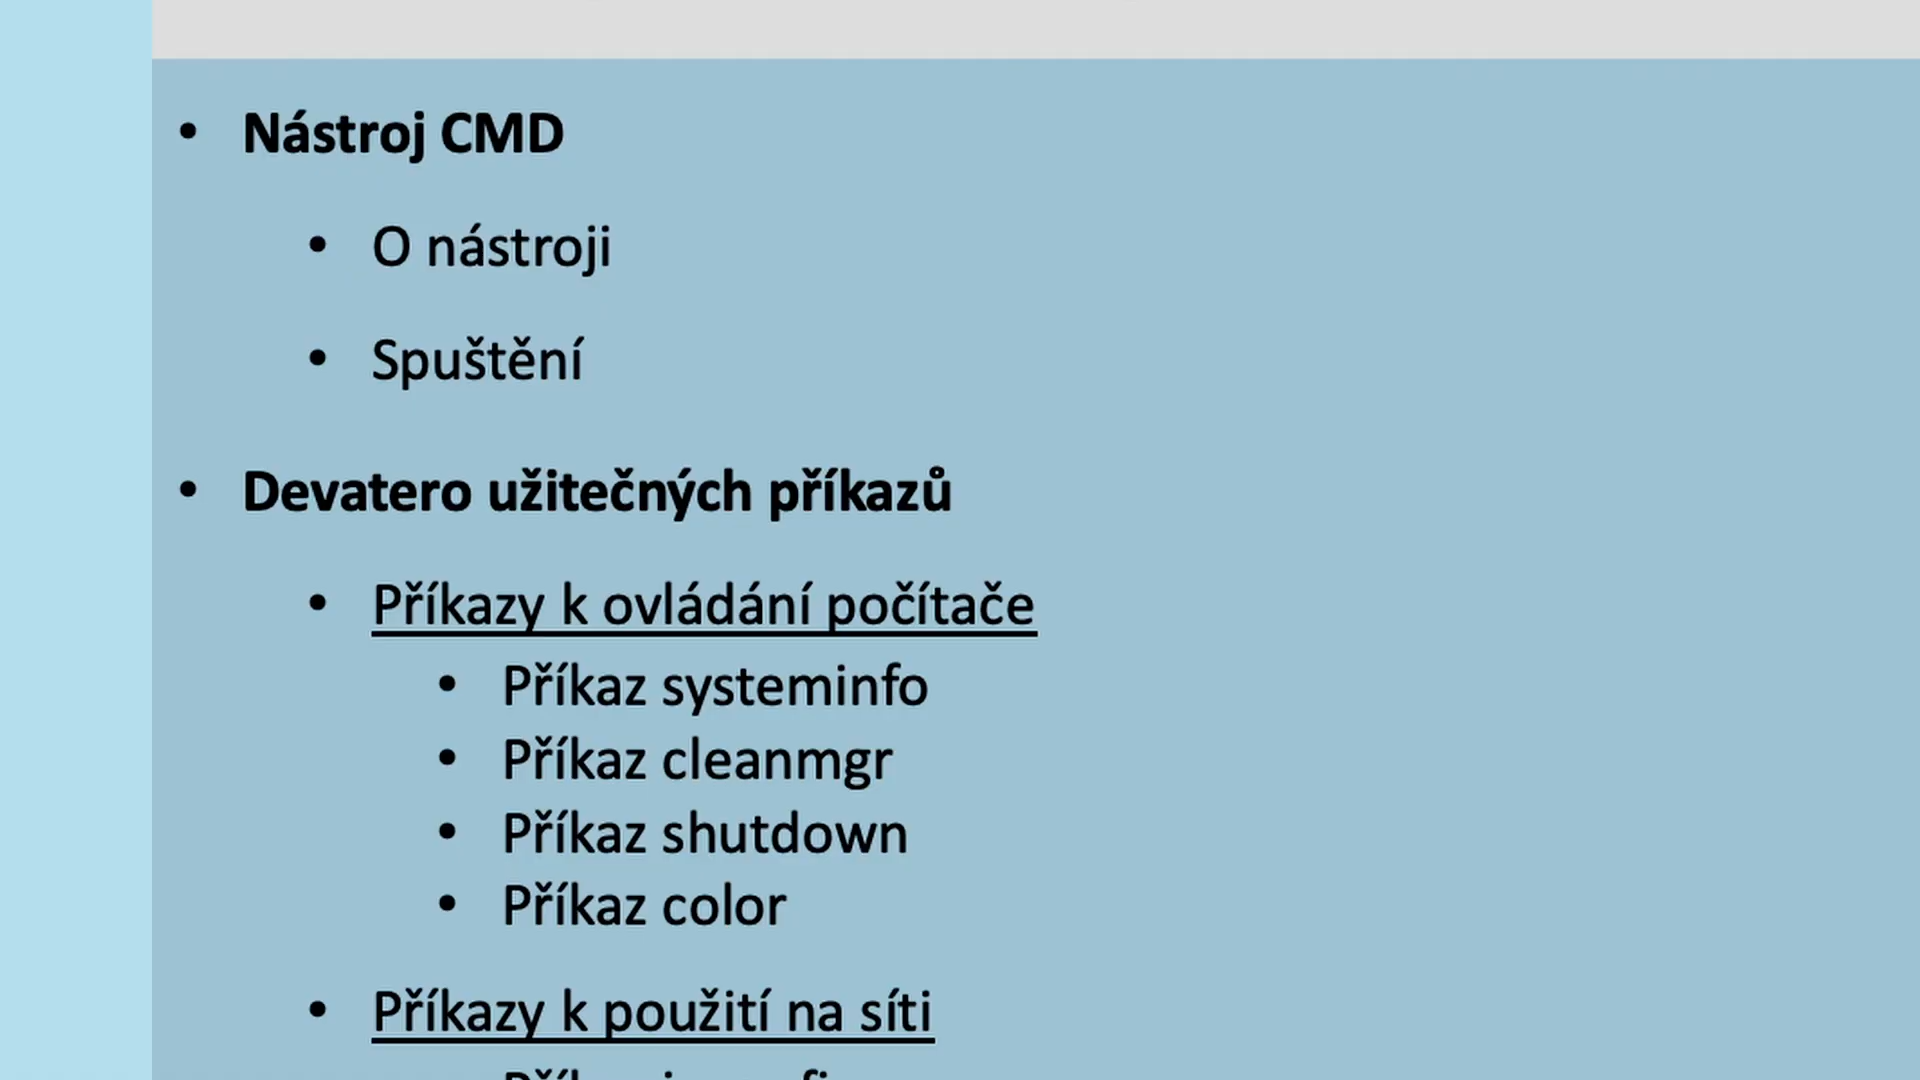 • Nástroj CMD
• O nástroji
• Spuštění
• Devatero užitečných příkazů
• Příkazy k ovládání počítače
• Příkaz systeminfo
• Příkaz cleanmgr
• Příkaz shutdown
• Příkaz color
• Příkazy k použití na síti